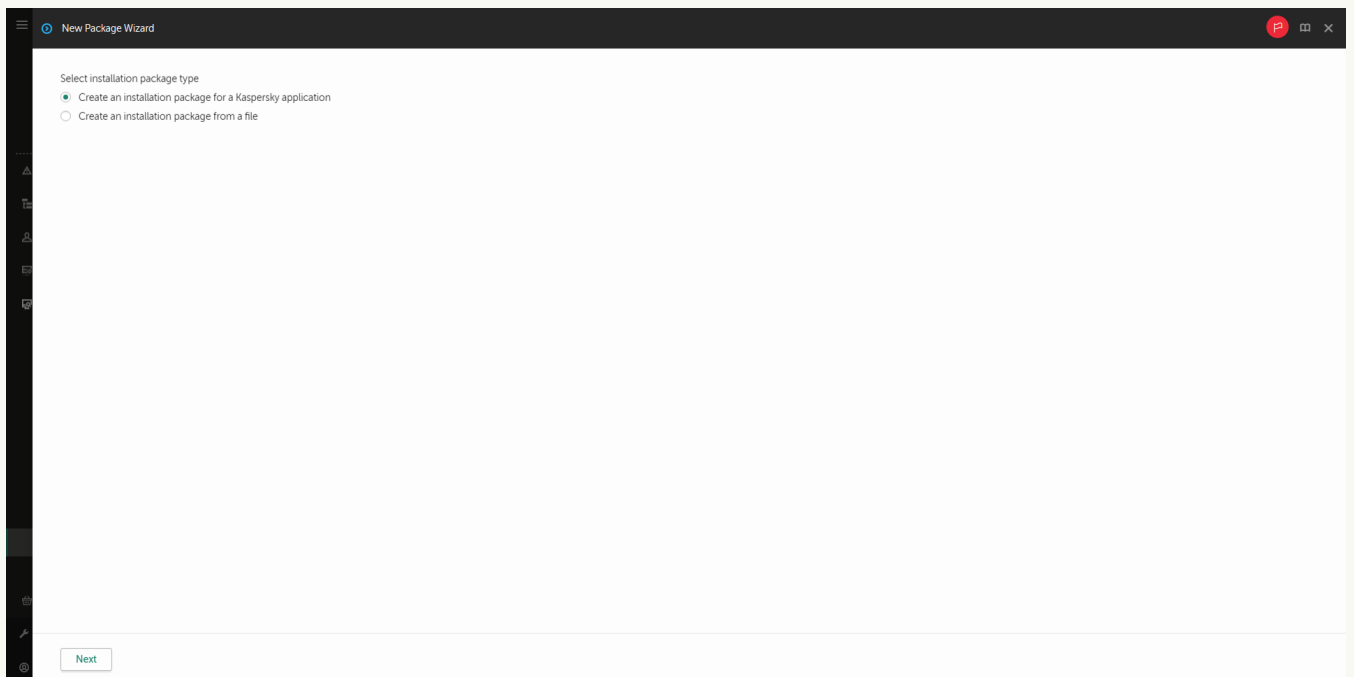 New Package Wizard
Select installation package type
Create an installation package for a Kaspersky application
Create an installation package from a file
Next